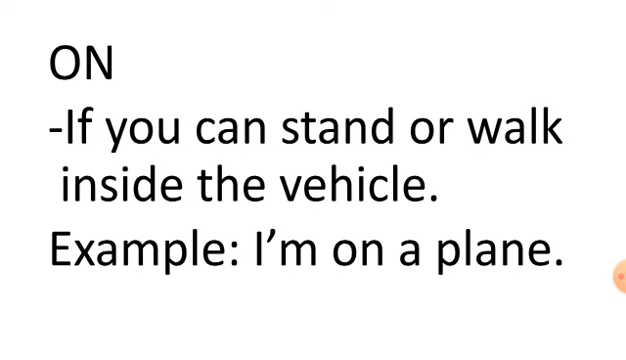 ON
-If you can stand or walk
inside the vehicle.
Example: I’m on a plane.